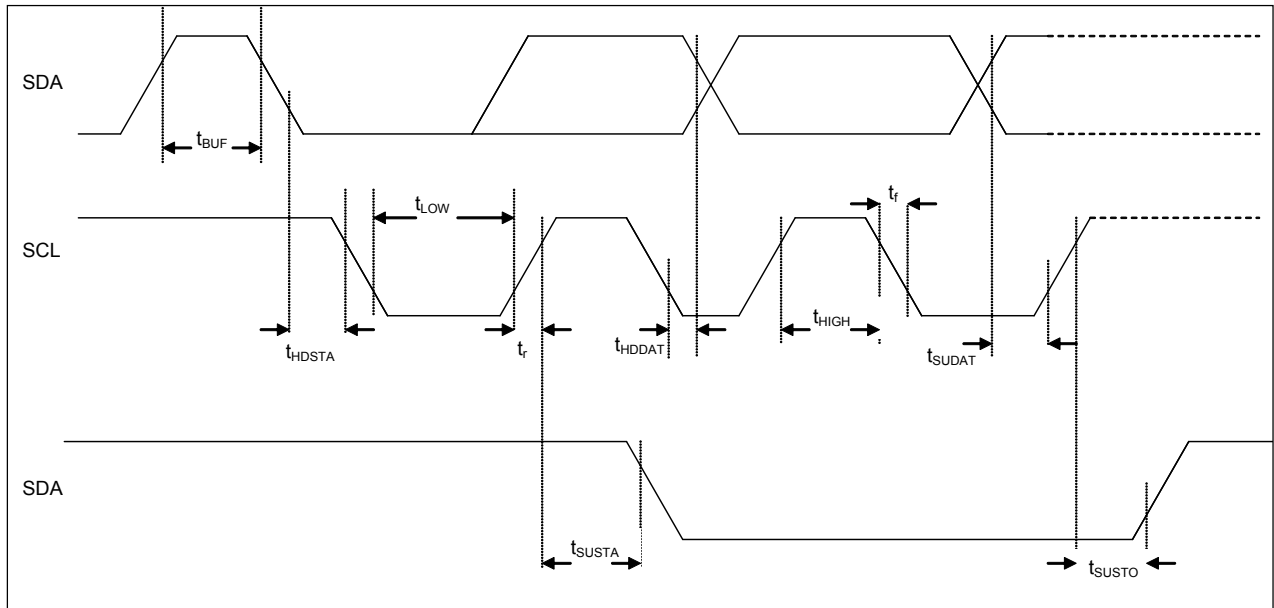 SDA
tBUF
tLOW
tf
SCL
tHDSTA
tr
tHDDAT
tHIGH
tSUDAT
SDA
tSUSTA
tSUSTO